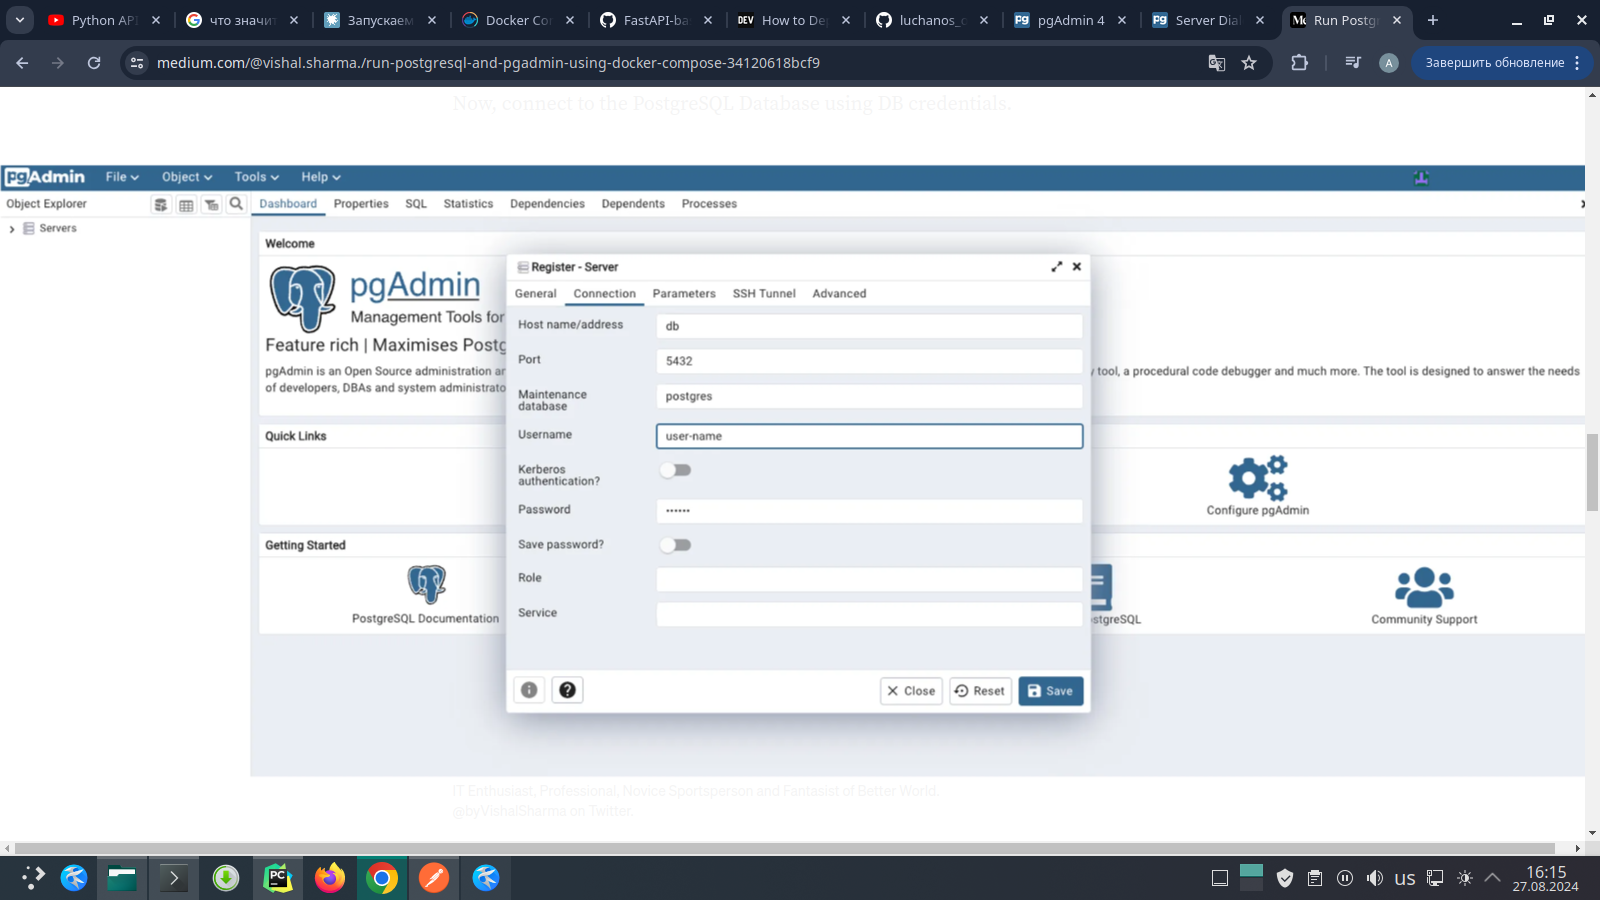 Python API
что значит
Запускаем
Docker Co
FastAPI-ba
DEV How to De
luchanos_o
pgAdmin 4
Server Dial
Run Postgr
medium.com/@vishal.sharma./run-postgresql-and-pgadmin-using-docker-compose-34120618bcf9
A
Завершить обновление
Now, connect to the PostgreSQL Database using DB credentials.
pgAdmin File Object Tools Help
Object Explorer
Dashboard Properties SQL Statistics Dependencies Dependents Processes
Servers
Welcome
pgAdmin
Management Tools for
Feature rich | Maximises Postg
pgAdmin is an Open Source administration an
y tool, a procedural code debugger and much more. The tool is designed to answer the needs
of developers, DBAs and system administrato
Register - Server
General Connection Parameters SSH Tunnel Advanced
Host name/address db
Port 5432
Maintenance database postgres
Username user-name
Kerberos authentication?
Password ••••••
Save password?
Role
Service
Close Reset Save
Quick Links
Configure pgAdmin
Getting Started
PostgreSQL Documentation
stgreSQL
Community Support
IT Enthusiast, Professional, Novice Sportsperson and Fantasist of Better World.
@byVishalSharma on Twitter.
PC
us
16:15
27.08.2024